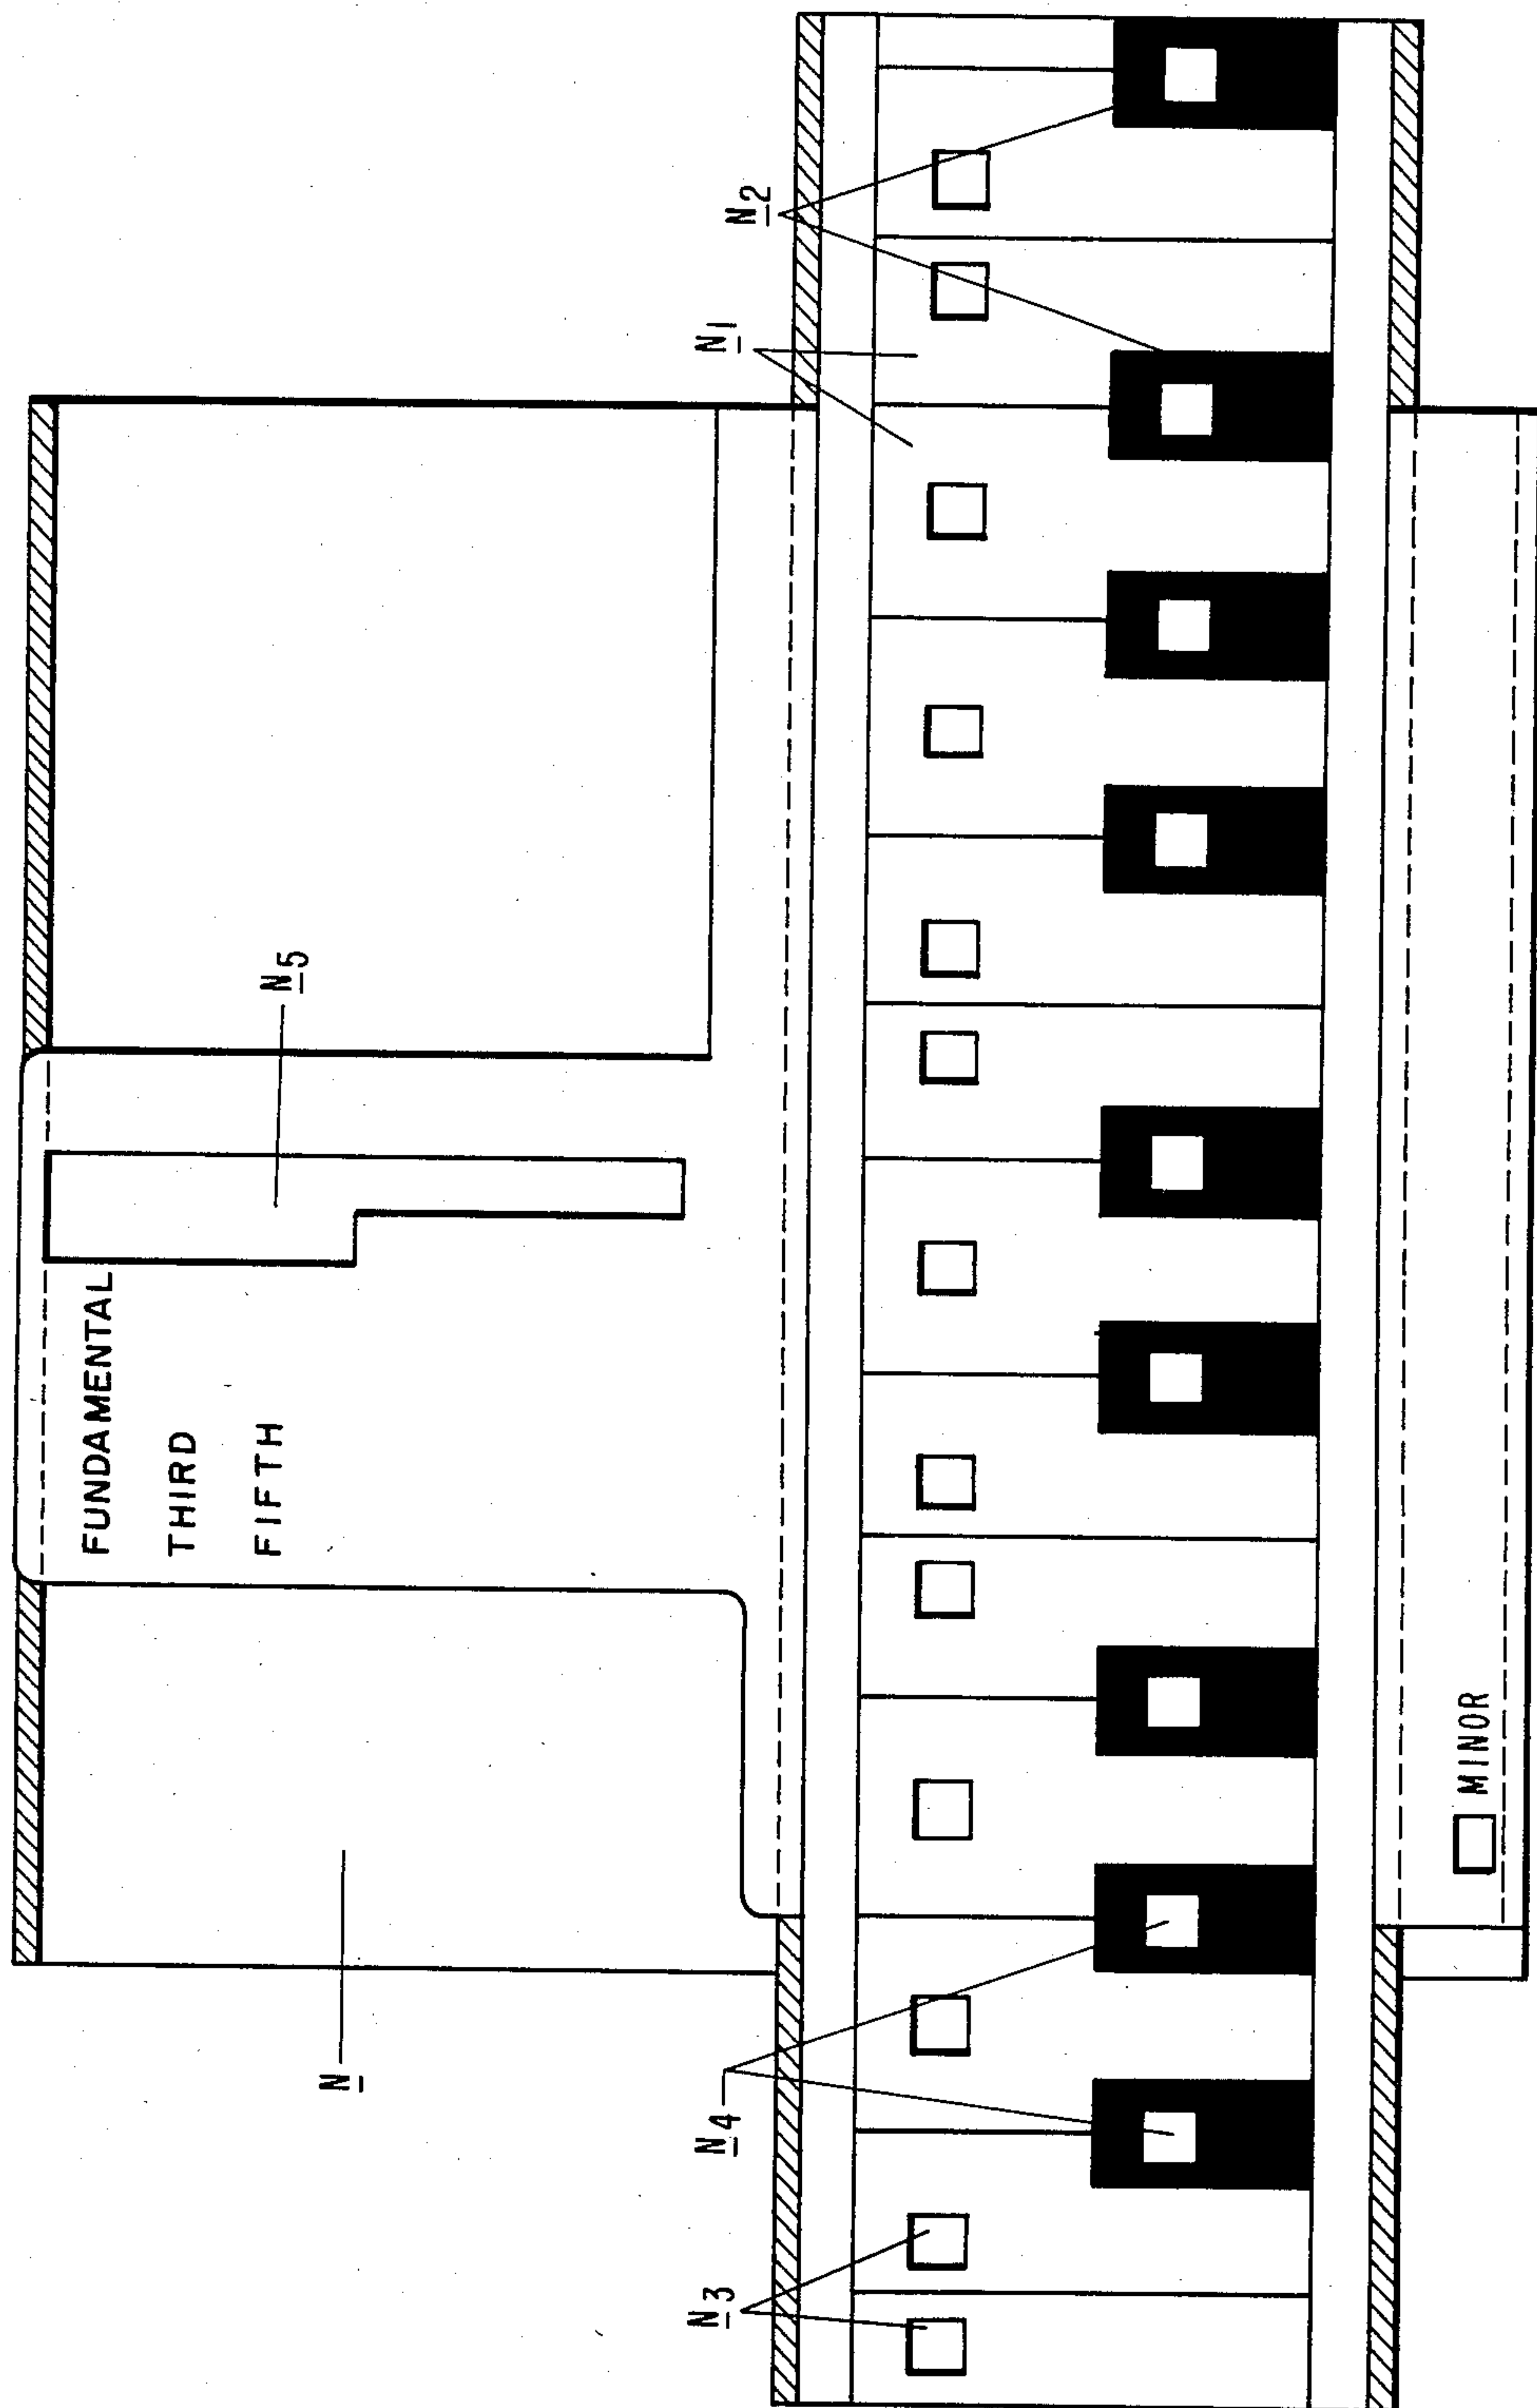 FUNDAMENTAL
THIRD
FIFTH
N5
N
N3
N4
N1
N2
MINOR